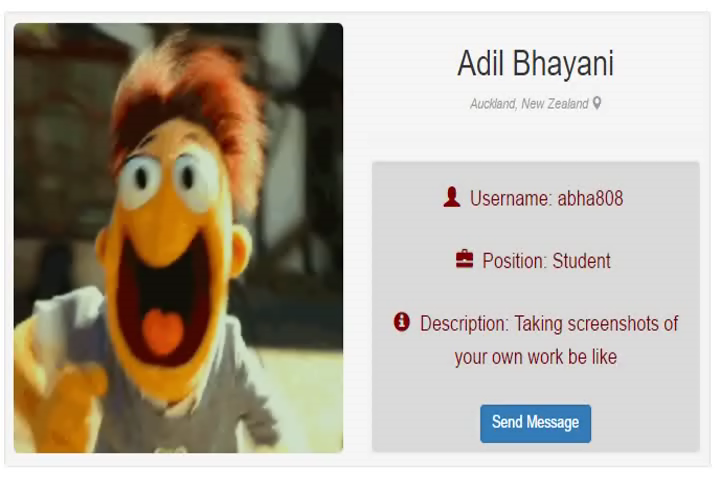 Adil Bhayani
Auckland, New Zealand
Username: abha808
Position: Student
Description: Taking screenshots of
your own work be like
Send Message